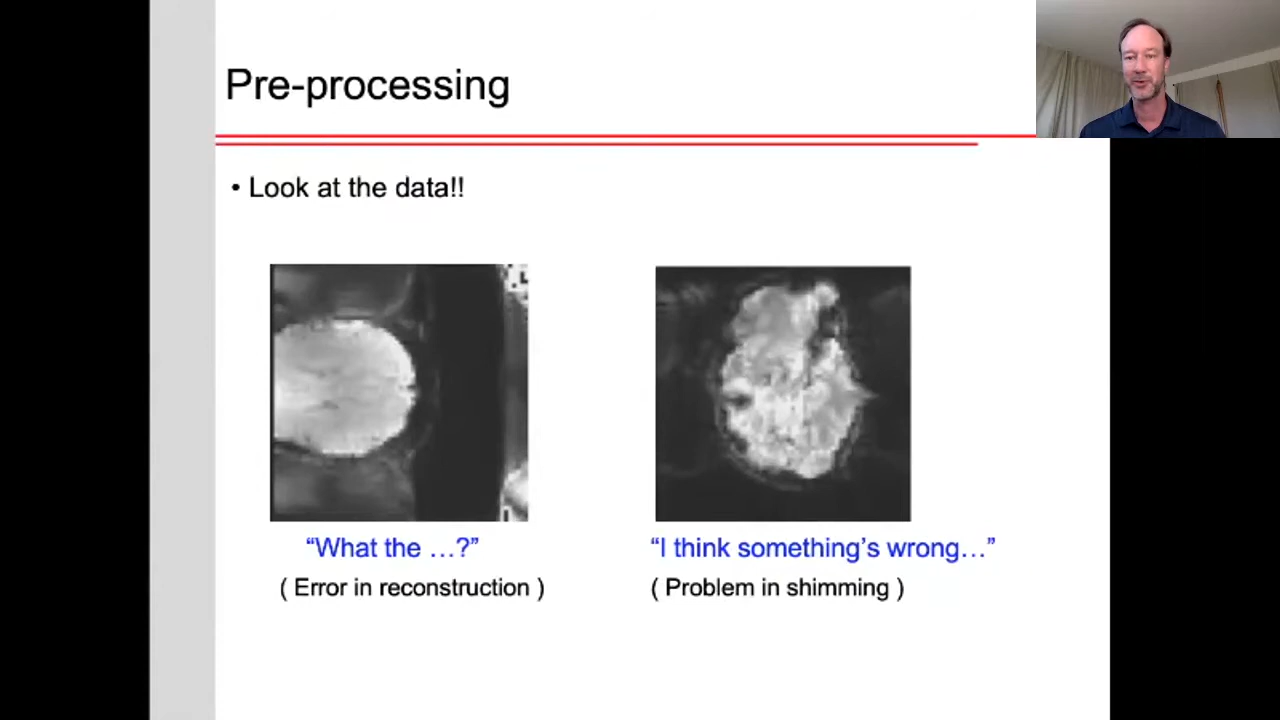 Pre-processing
• Look at the data!!
“What the …?”
“I think something’s wrong…”
( Error in reconstruction )
( Problem in shimming )